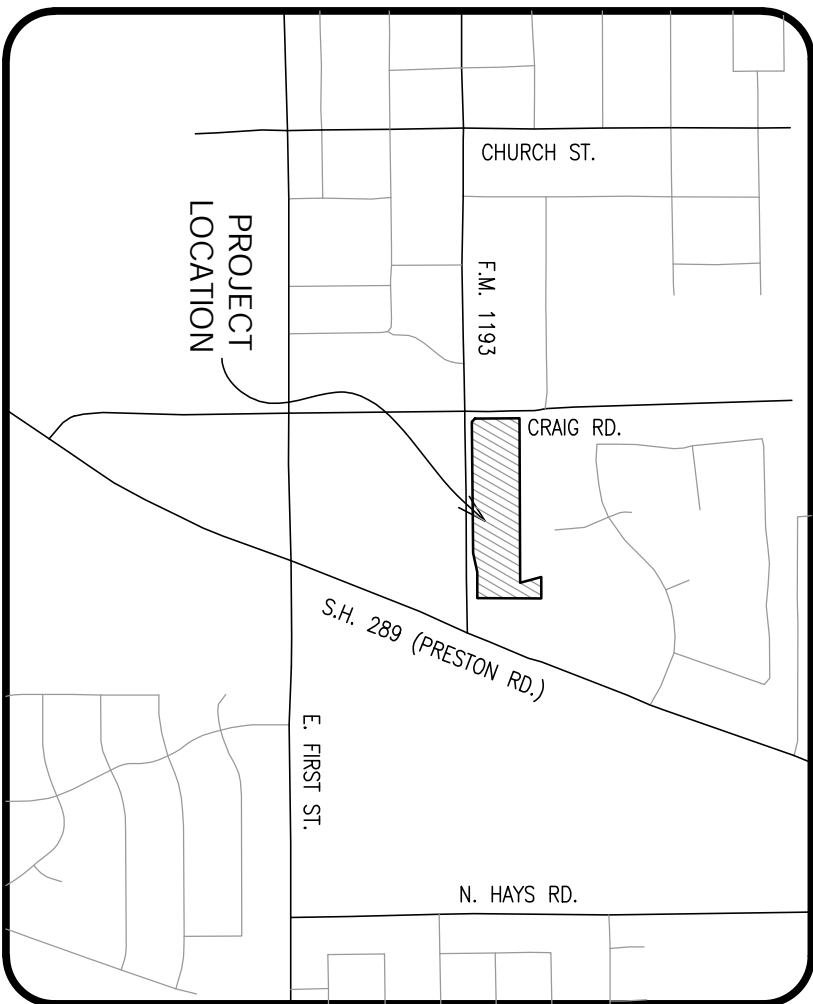 CHURCH ST.
PROJECT
LOCATION
F.M. 1193
CRAIG RD.
S.H. 289 (PRESTON RD.)
E. FIRST ST.
N. HAYS RD.